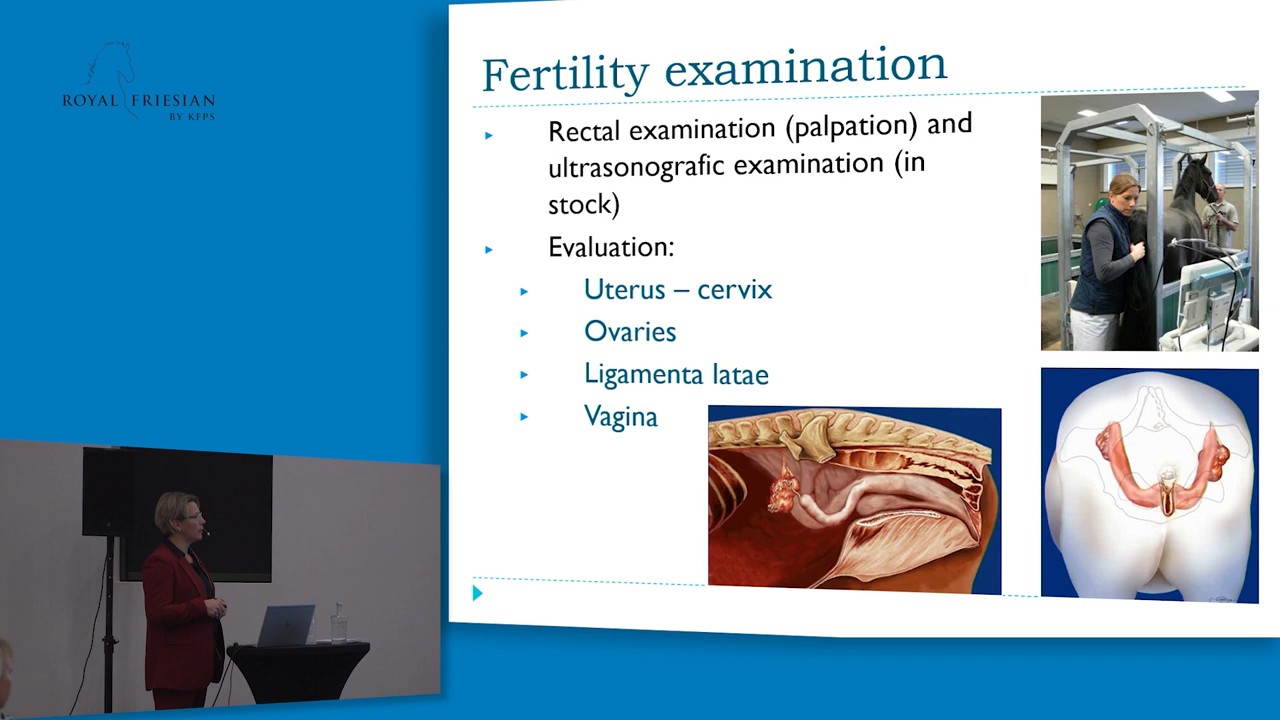 ROYAL FRIESIAN
BY KFPS
Fertility examination
Rectal examination (palpation) and
ultrasonografic examination (in
stock)
Evaluation:
Uterus – cervix
Ovaries
Ligamenta latae
Vagina